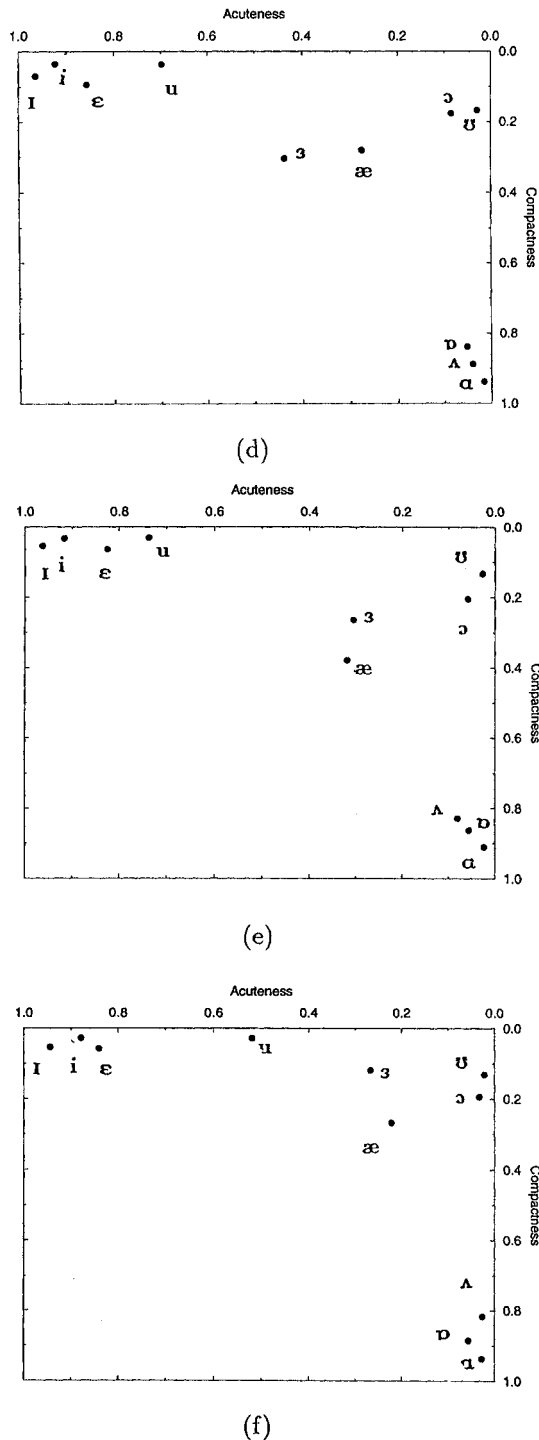 Acuteness
1.0 0.8 0.6 0.4 0.2 0.0
0.0
ɪ i ɛ u ɔ ʊ
0.2
ɜ æ
Compactness
0.4
0.6
0.8
ɒ ʌ ɑ
1.0
(d)
Acuteness
1.0 0.8 0.6 0.4 0.2 0.0
0.0
ɪ i ɛ u ʊ
0.2
ɜ ɔ
Compactness
0.4
æ
0.6
0.8
ʌ ɒ
ɑ
1.0
(e)
Acuteness
1.0 0.8 0.6 0.4 0.2 0.0
0.0
ɪ i ɛ u ɜ ʊ
0.2
ɔ
æ
Compactness
0.4
0.6
ʌ
0.8
ɒ ɑ
1.0
(f)